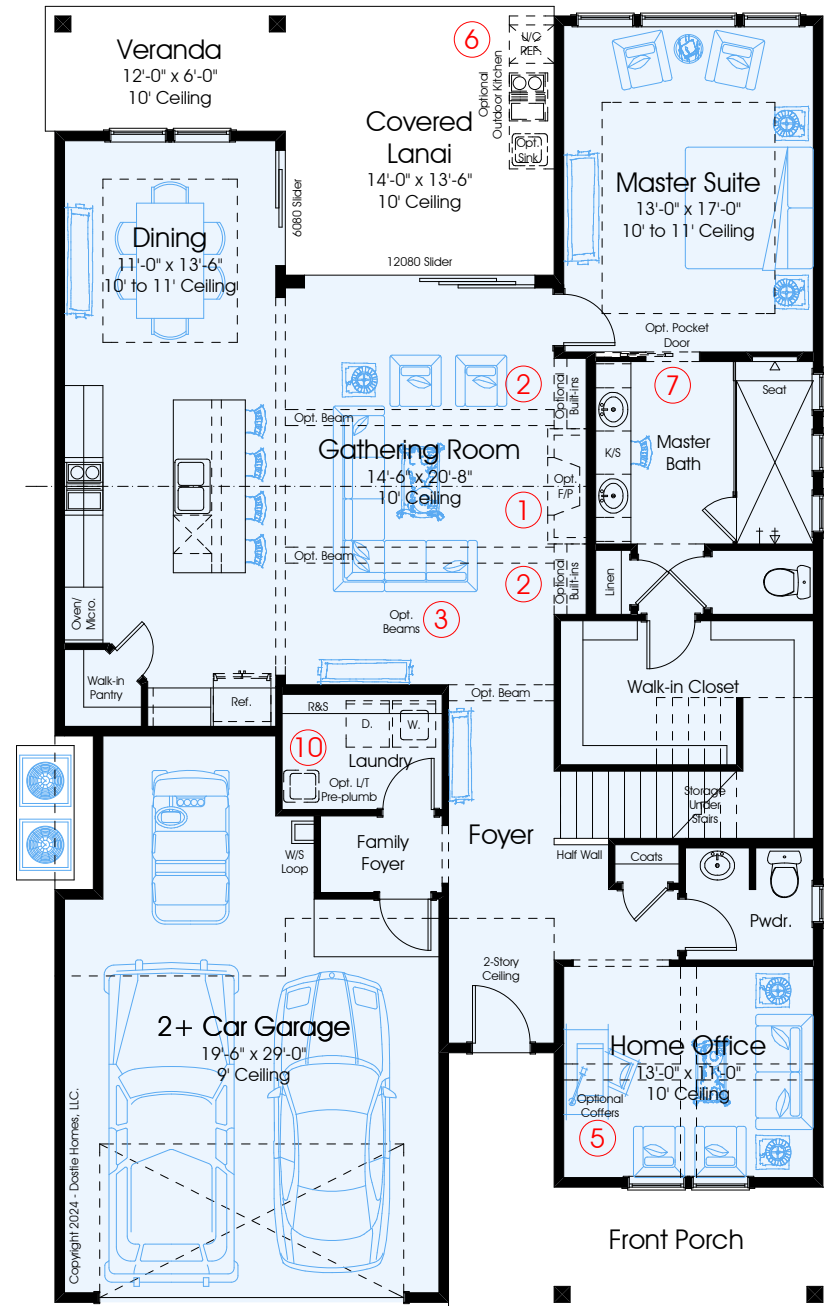 Veranda
12'-0" x 6'-0"
10' Ceiling
6
U/C
REF.
Optional
Outdoor Kitchen
Opt.
Sink
Covered
Lanai
14'-0" x 13'-6"
10' Ceiling
Master Suite
13'-0" x 17'-0"
10' to 11' Ceiling
6080 Slider
Dining
11'-0" x 13'-6"
10' to 11' Ceiling
12080 Slider
Opt. Pocket
Door
7
2
Optional
Built-ins
Seat
Opt. Beam
Gathering Room
14'-6" x 20'-8"
10' Ceiling
K/S
Master
Bath
Opt.
F/P
1
Opt. Beam
2
Optional
Built-ins
Linen
Oven/
Micro.
Opt.
Beams
3
Walk-in
Pantry
Ref.
Opt. Beam
Walk-in Closet
R&S
D.
W.
10
Laundry
Opt. L/T
Pre-plumb
Storage
Under
Stairs
W/S
Loop
Family
Foyer
Foyer
Half Wall
Coats
Pwdr.
2-Story
Ceiling
2+ Car Garage
19'-6" x 29'-0"
9' Ceiling
Home Office
13'-0" x 11'-0"
10' Ceiling
Optional
Coffers
5
Copyright 2024 - Dostie Homes, LLC.
Front Porch